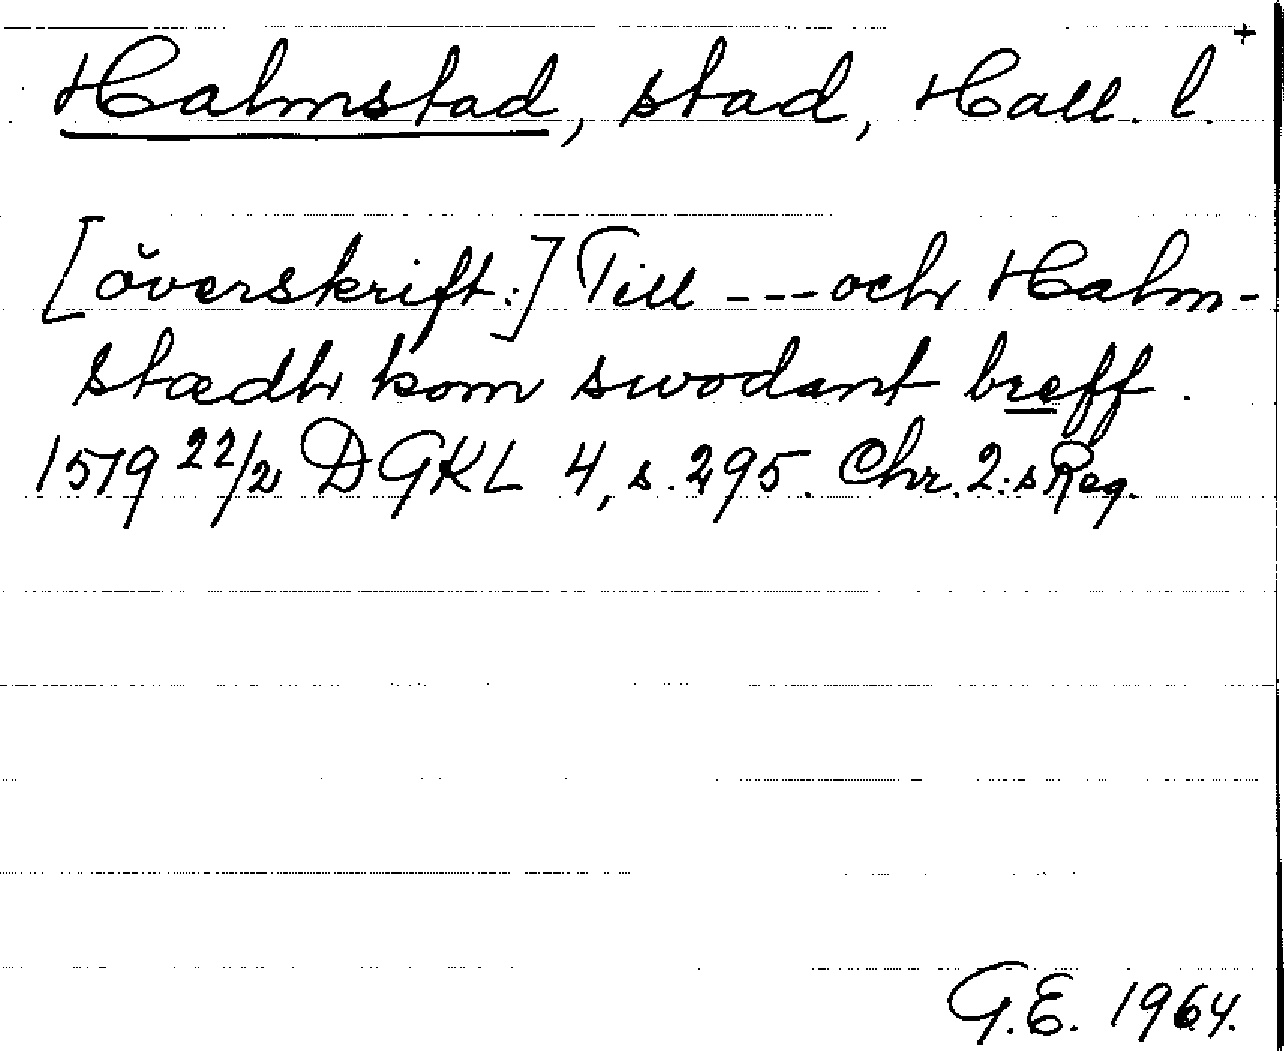 +
Halmstad, stad, Hall. l.
[överskrift:] Till --- och Halm-
stædh kom swodant breff.
1519 22/2 DGKL 4, s. 295. Chr. 2:s Reg.
G.E. 1964.